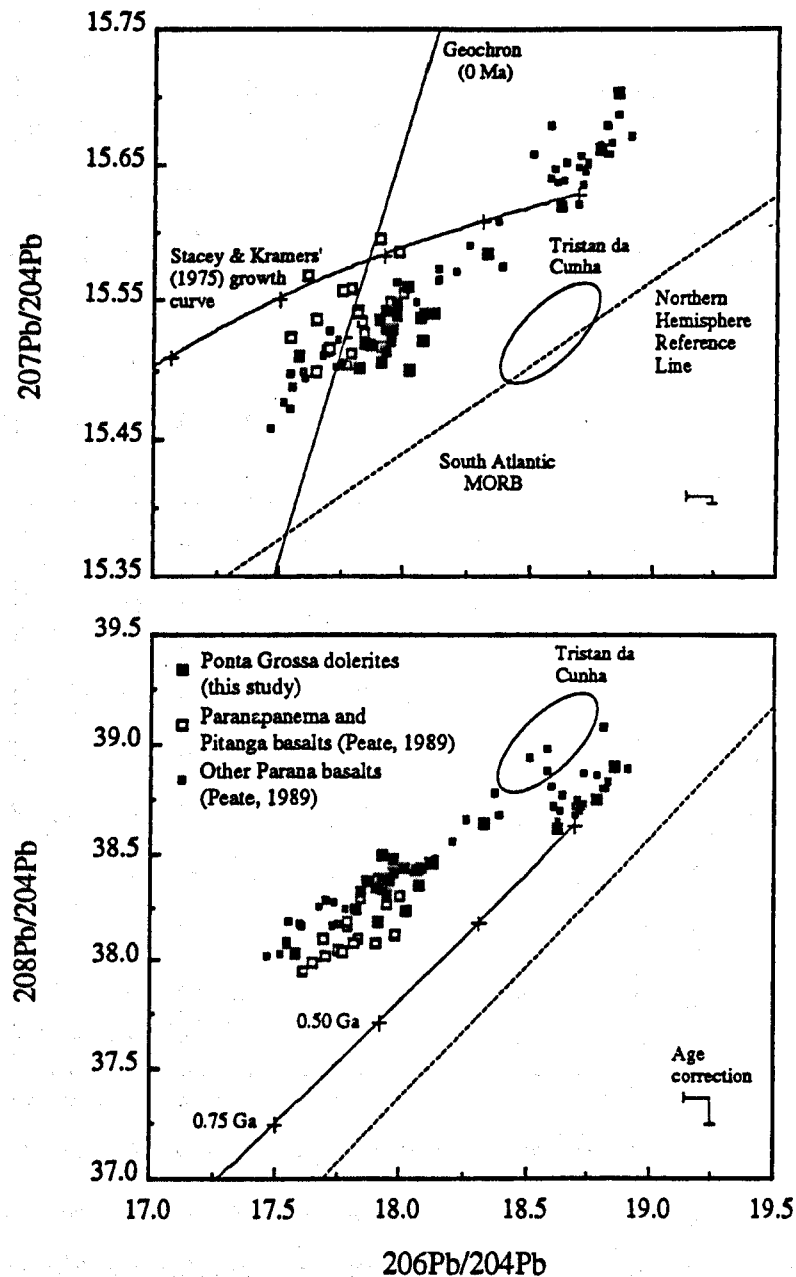 15.75
15.65
15.55
15.45
15.35
207Pb/204Pb
Geochron
(0 Ma)
Stacey & Kramers'
(1975) growth
curve
Tristan da
Cunha
Northern
Hemisphere
Reference
Line
South Atlantic
MORB
39.5
39.0
38.5
38.0
37.5
37.0
208Pb/204Pb
Ponta Grossa dolerites
(this study)
Paranapanema and
Pitanga basalts (Peate, 1989)
Other Parana basalts
(Peate, 1989)
Tristan da
Cunha
0.50 Ga
0.75 Ga
Age
correction
17.0 17.5 18.0 18.5 19.0 19.5
206Pb/204Pb